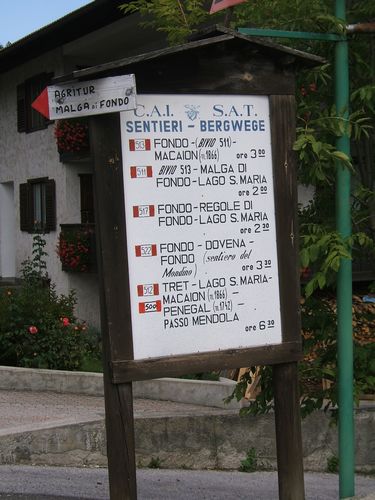 AGRITUR
MALGA DI FONDO
C.A.I. S.A.T.
SENTIERI - BERGWEGE
513 FONDO - (BIVIO 511) -
MACAION (m.1866) ore 3 00
511 BIVIO 513 - MALGA DI
FONDO - LAGO S. MARIA
ore 2 00
517 FONDO - REGOLE DI
FONDO - LAGO S. MARIA
ore 2 30
522 FONDO - DOVENA -
FONDO (sentiero del
Mondino) ore 3 30
512 TRET - LAGO S. MARIA -
MACAION (m.1866) -
500 PENEGAL (m.1742) -
PASSO MENDOLA
ore 6 30